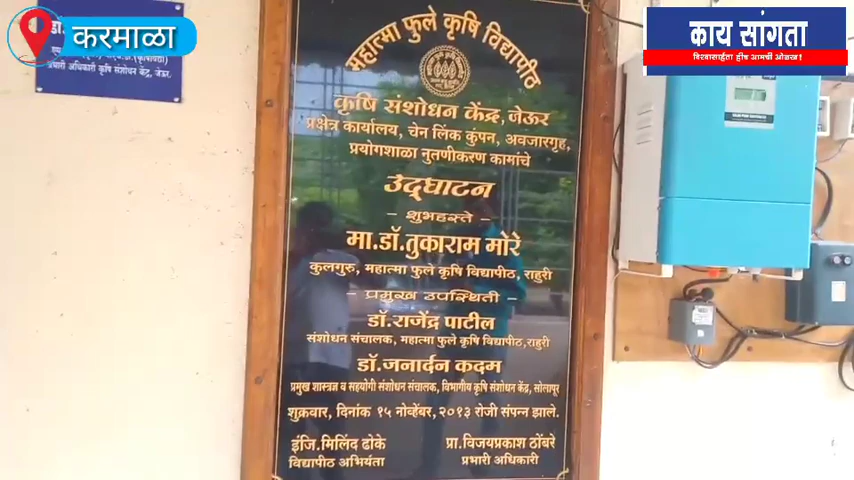 करमाळा
काय सांगता
विश्वासार्हता हीच आमची ओळख!
प्रभारी अधिकारी कृषि संशोधन केंद्र, जेऊर.
महात्मा फुले कृषि विद्यापीठ
कृषि संशोधन केंद्र, जेऊर
प्रक्षेत्र कार्यालय, चेन लिंक कुंपन, अवजारगृह,
प्रयोगशाळा नुतणीकरण कामांचे
उद्घाटन
- शुभहस्ते -
मा.डॉ.तुकाराम मोरे
कुलगुरू, महात्मा फुले कृषि विद्यापीठ, राहुरी
- प्रमुख उपस्थिती -
डॉ.राजेंद्र पाटील
संशोधन संचालक, महात्मा फुले कृषि विद्यापीठ,राहुरी
डॉ.जनार्दन कदम
प्रमुख शास्त्रज्ञ व सहयोगी संशोधन संचालक, विभागीय कृषि संशोधन केंद्र, सोलापूर
शुक्रवार, दिनांक १५ नोव्हेंबर, २०१३ रोजी संपन्न झाले.
इंजि.मिलिंद ढोके
विद्यापीठ अभियंता
प्रा.विजयप्रकाश ठोंबरे
प्रभारी अधिकारी